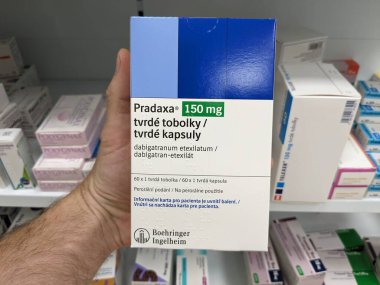 Pradaxa® 150 mg
tvrdé tobolky /
tvrdé kapsuly
dabigatranum etexilatum /
dabigatran-etexilát
60 x 1 tvrdá tobolka / 60 x 1 tvrdá kapsula
Perorální podání / Na perorálne použitie
Informační karta pro pacienta je uvnitř balení. /
Vnútri sa nachádza karta pre pacienta.
Boehringer
Ingelheim